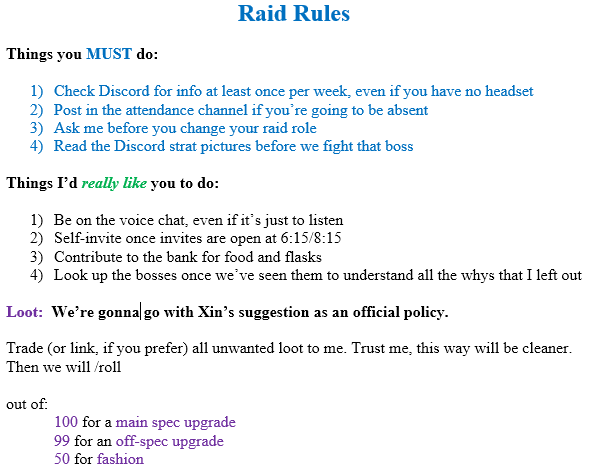 Raid Rules
Things you MUST do:
1) Check Discord for info at least once per week, even if you have no headset
2) Post in the attendance channel if you're going to be absent
3) Ask me before you change your raid role
4) Read the Discord strat pictures before we fight that boss
Things I'd really like you to do:
1) Be on the voice chat, even if it's just to listen
2) Self-invite once invites are open at 6:15/8:15
3) Contribute to the bank for food and flasks
4) Look up the bosses once we've seen them to understand all the whys that I left out
Loot: We're gonna go with Xin's suggestion as an official policy.
Trade (or link, if you prefer) all unwanted loot to me. Trust me, this way will be cleaner.
Then we will /roll
out of:
100 for a main spec upgrade
99 for an off-spec upgrade
50 for fashion